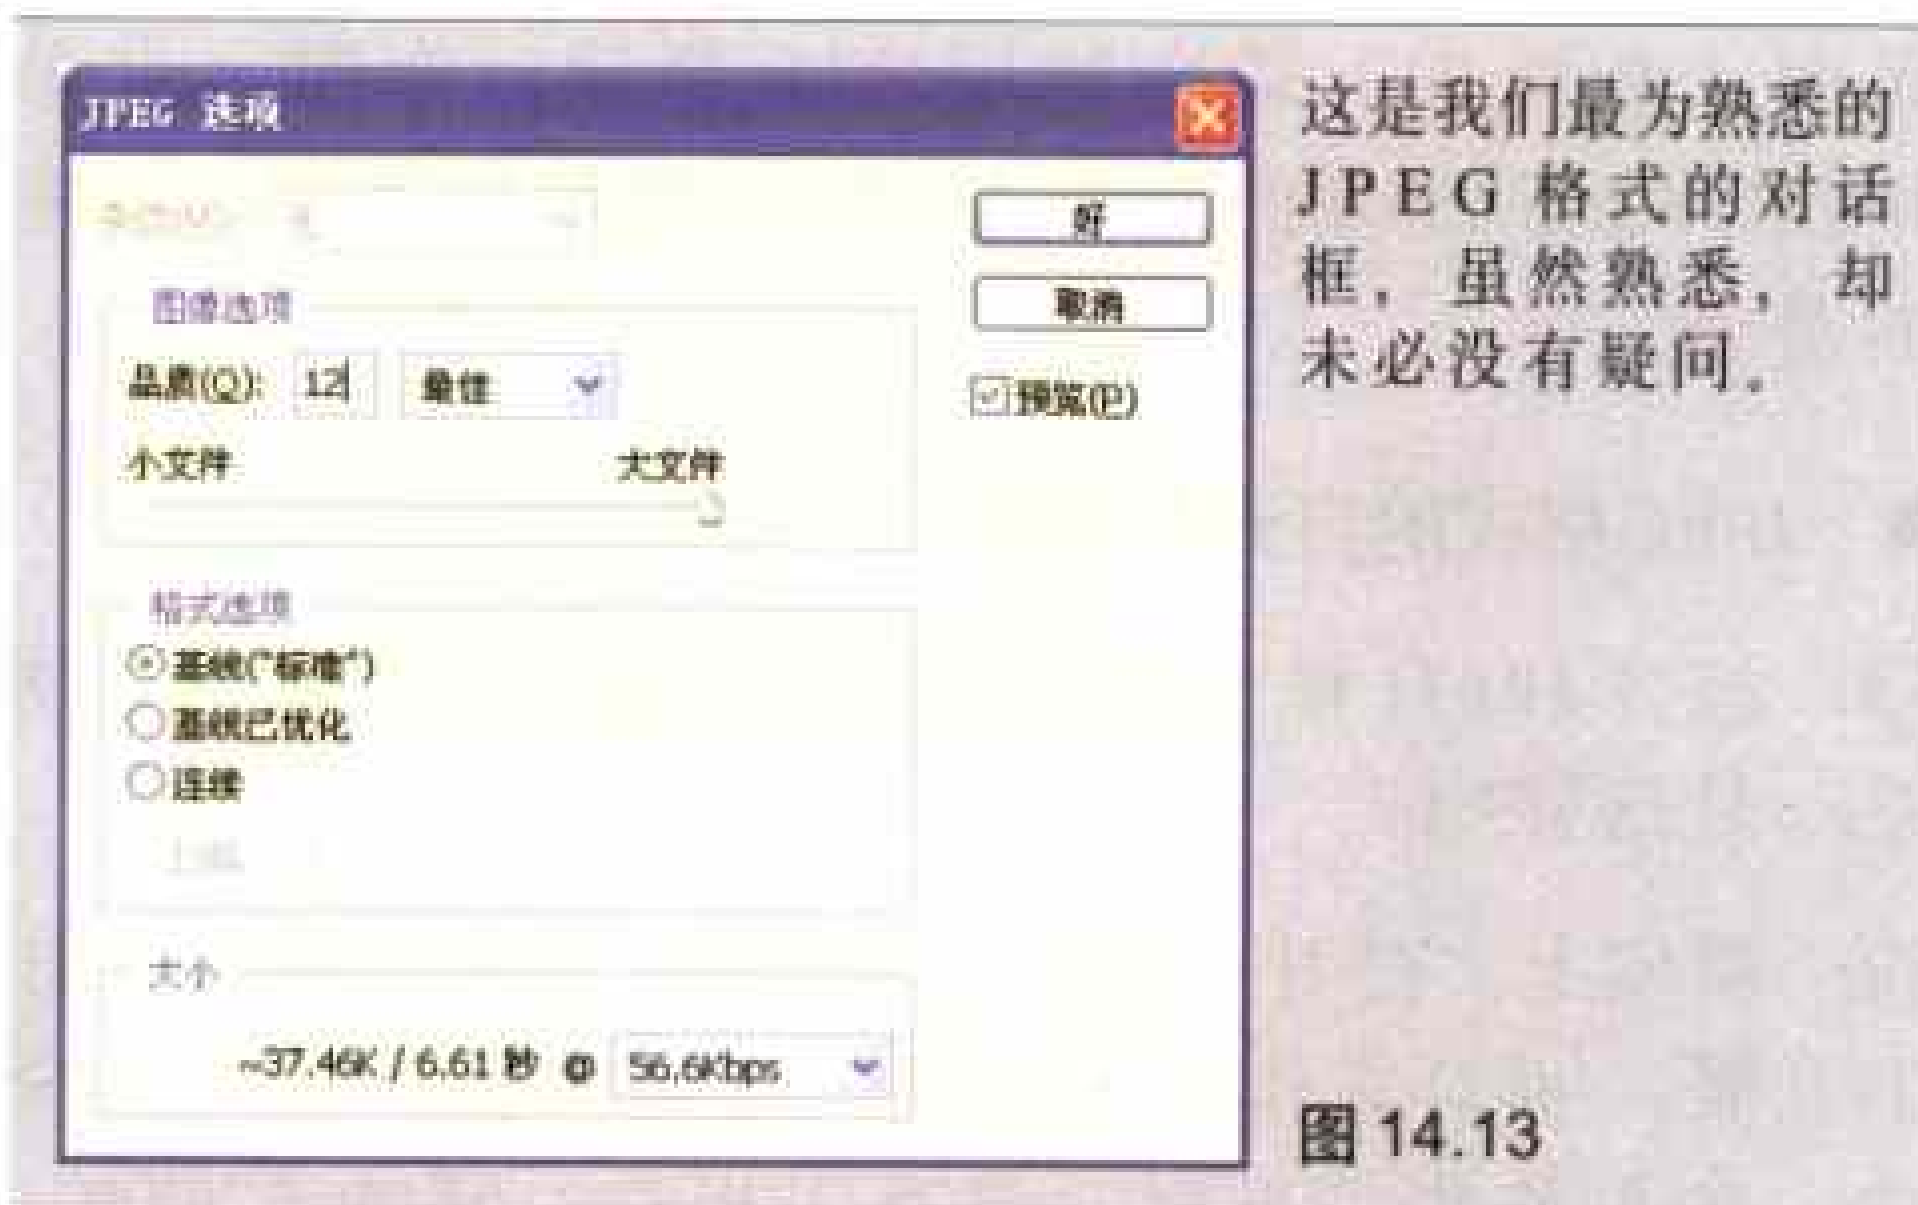 JPEG 选项
好
取消
预览(P)
图像选项
品质(Q): 12 最佳
小文件 大文件
格式选项
基线("标准")
基线已优化
连续
大小
~37.46K / 6.61 秒 @ 56.6Kbps
这是我们最为熟悉的
JPEG 格式的对话
框，虽然熟悉，却
未必没有疑问。
图 14.13